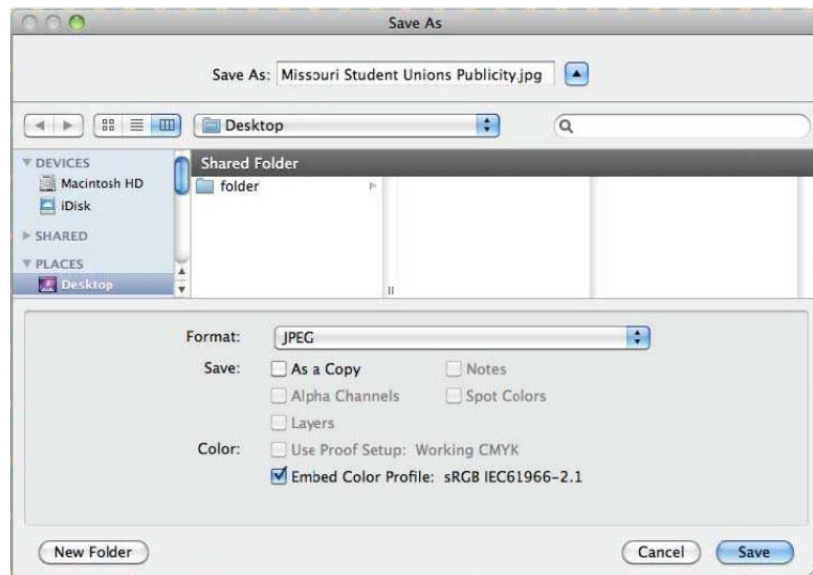 Save As
Save As: Missouri Student Unions Publicity.jpg
Desktop
DEVICES
Macintosh HD
iDisk
SHARED
PLACES
Desktop
Shared Folder
folder
Format: JPEG
Save: As a Copy Notes
Alpha Channels Spot Colors
Layers
Color: Use Proof Setup: Working CMYK
Embed Color Profile: sRGB IEC61966-2.1
New Folder Cancel Save